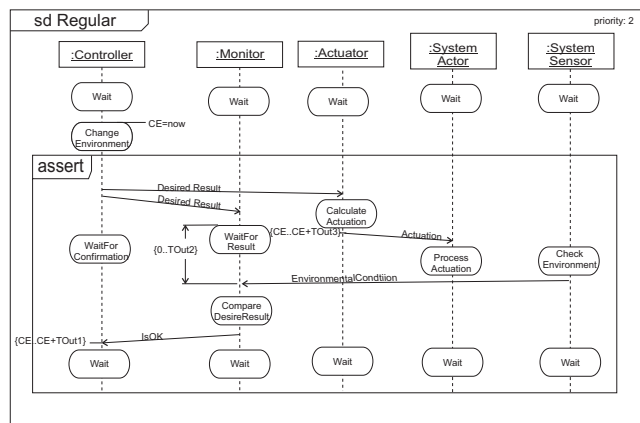 sd Regular
priority: 2
:Controller
:Monitor
:Actuator
:System
Actor
:System
Sensor
Wait
Wait
Wait
Wait
Wait
CE=now
Change
Environment
assert
Desired Result
Desired Result
Calculate
Actuation
{CE..CE+TOut3}
Actuation
WaitFor
Result
WaitFor
Confirmation
{0..TOut2}
Process
Actuation
Check
Environment
EnvironmentalCondtiion
Compare
DesireResult
{CE..CE+TOut1}
IsOK
Wait
Wait
Wait
Wait
Wait